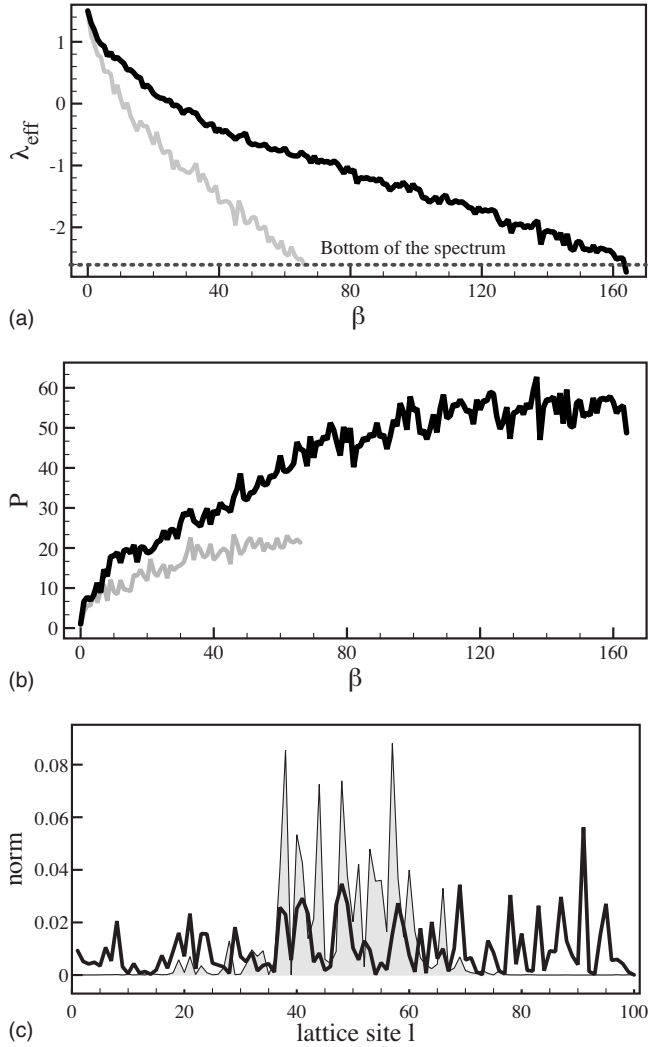 1
0
-1
-2
λeff
Bottom of the spectrum
0 40 80 120 160
β
(a)
60
50
40
30
20
10
0
P
0 40 80 120 160
β
(b)
0.08
0.06
0.04
0.02
0
norm
0 20 40 60 80 100
lattice site l
(c)